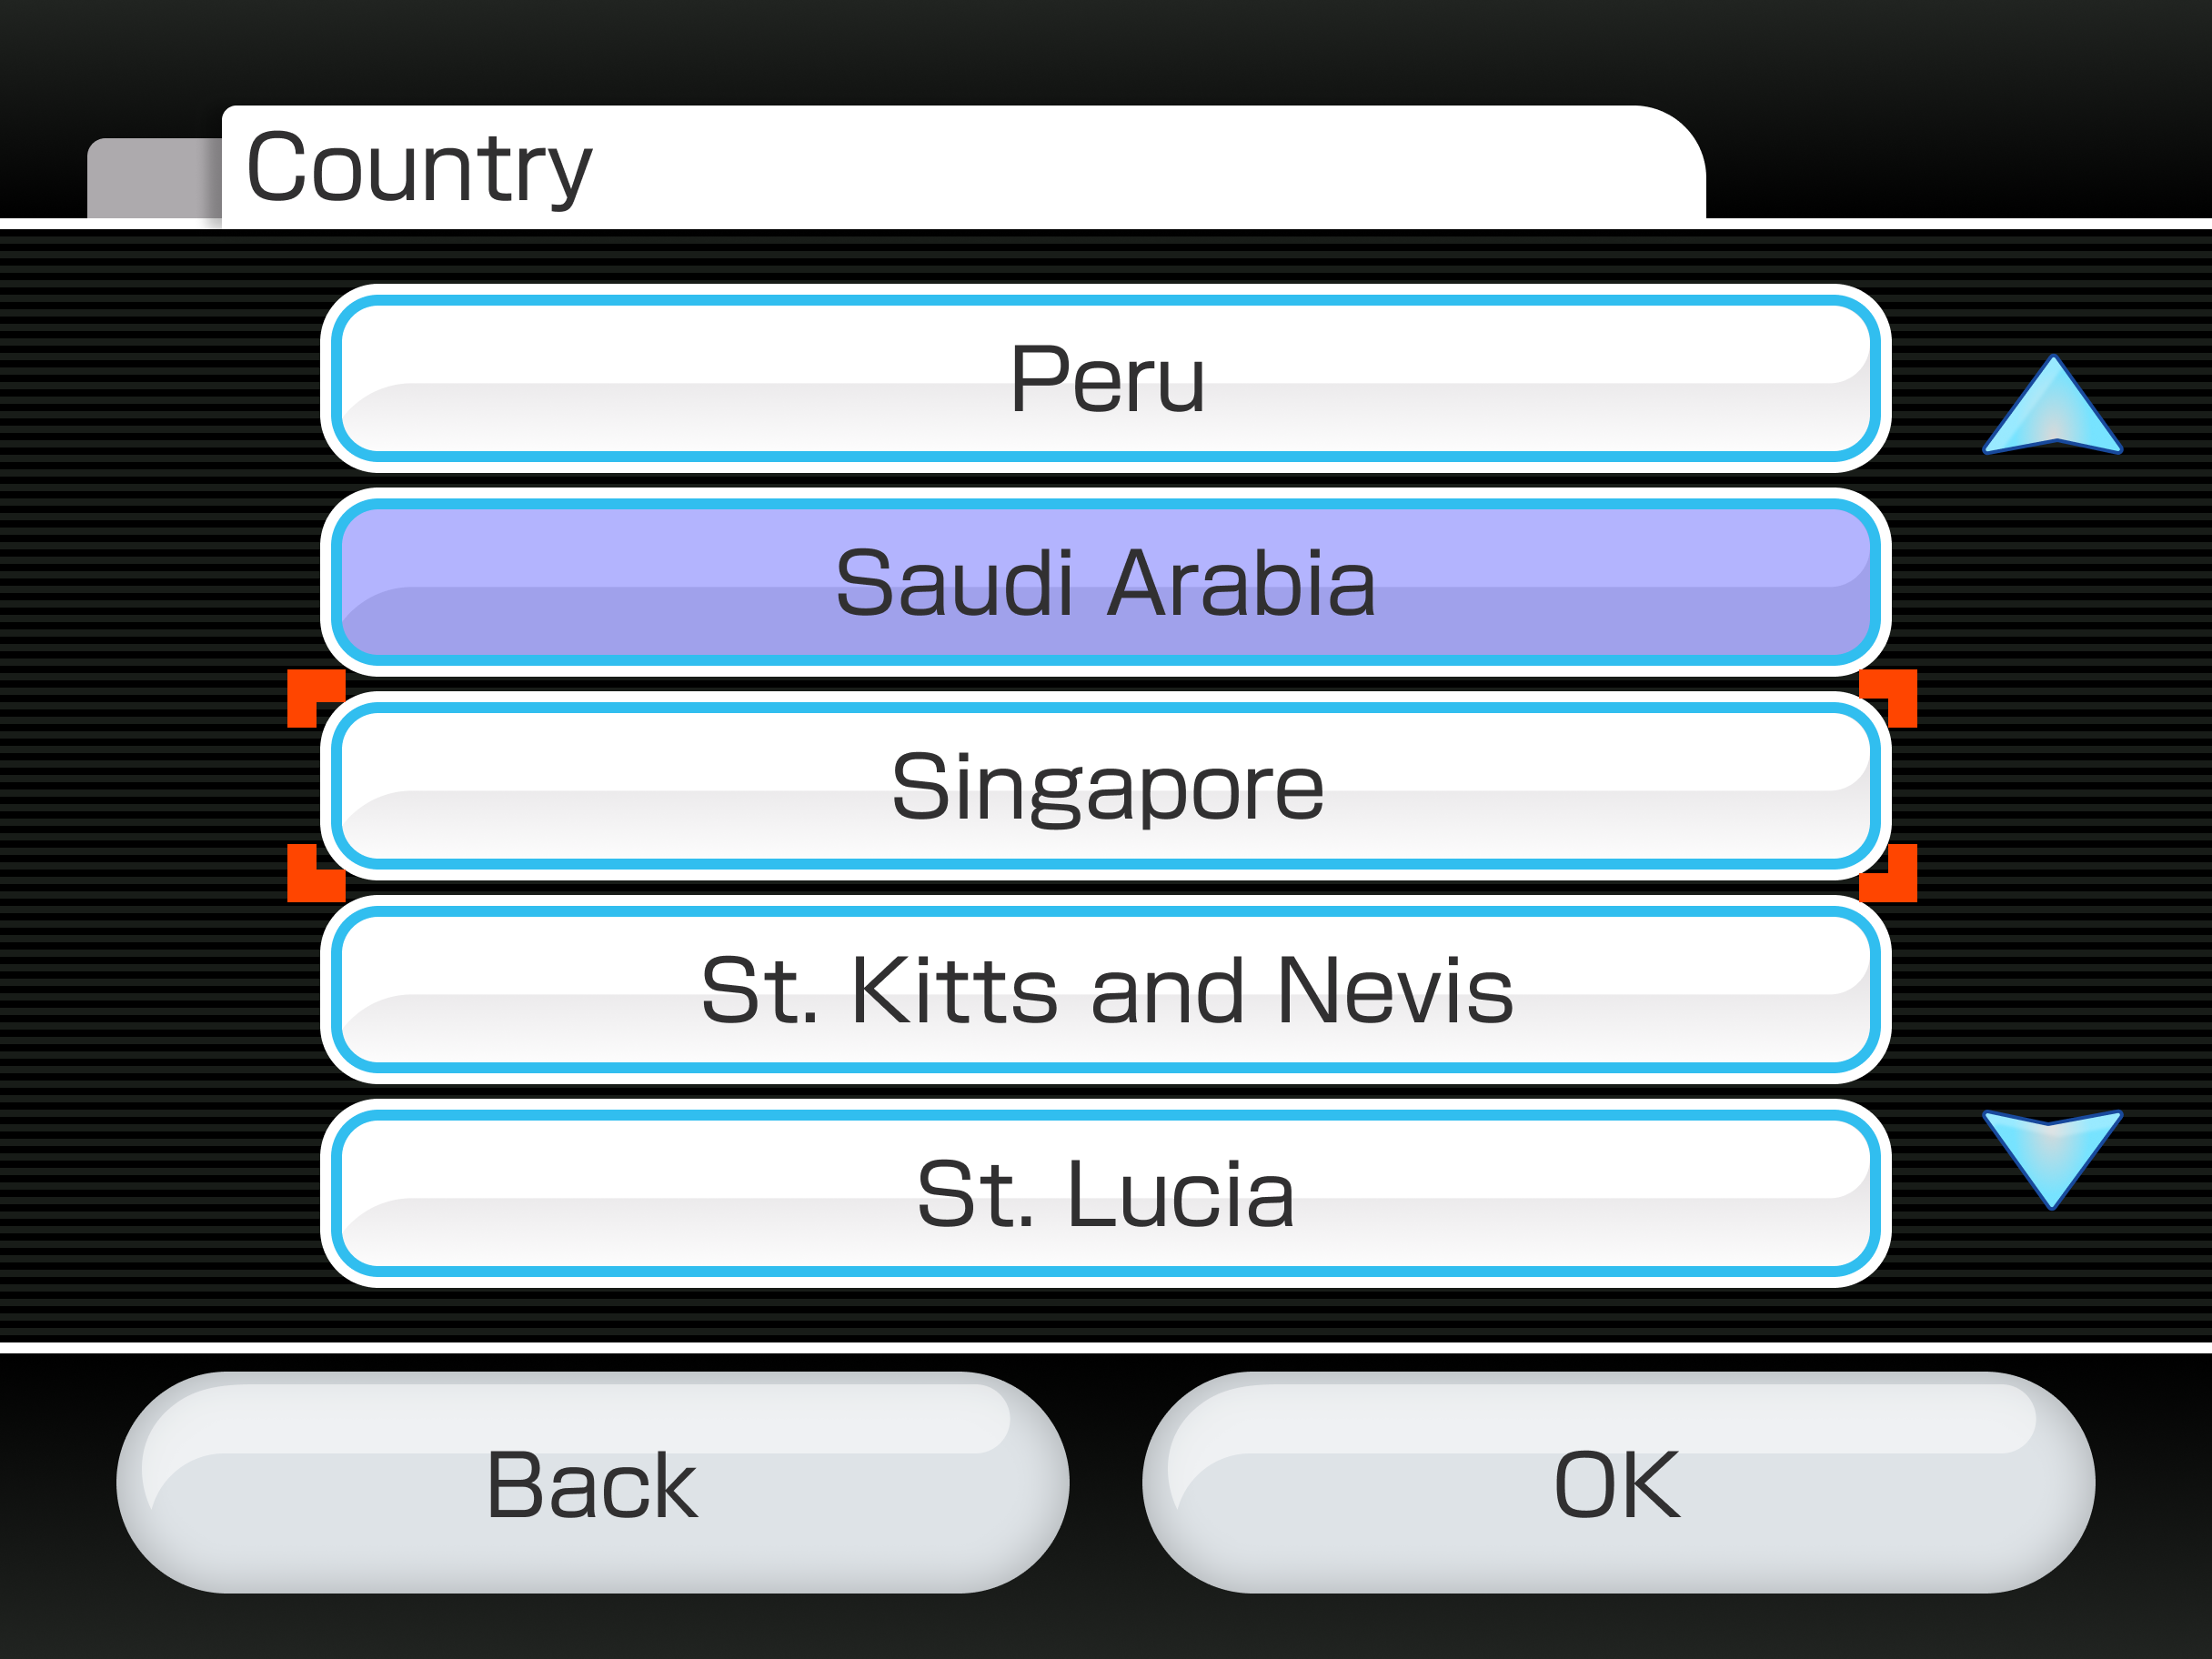 Country
Peru
Saudi Arabia
Singapore
St. Kitts and Nevis
St. Lucia
Back
OK